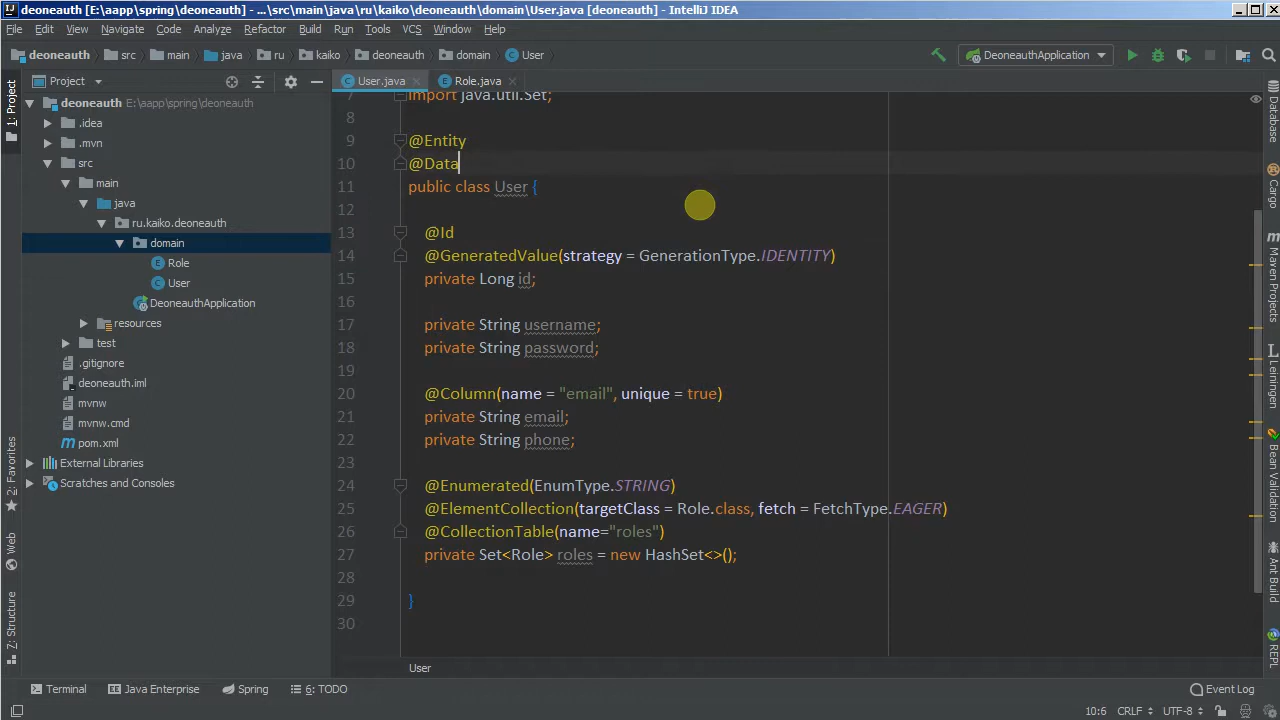 deoneauth [E:\aapp\spring\deoneauth] - ...\src\main\java\ru\kaiko\deoneauth\domain\User.java [deoneauth] - IntelliJ IDEA
File Edit View Navigate Code Analyze Refactor Build Run Tools VCS Window Help
deoneauth src main java ru kaiko deoneauth domain User DeoneauthApplication
1: Project
Project
User.java Role.java
deoneauth E:\aapp\spring\deoneauth
.idea
.mvn
src
main
java
ru.kaiko.deoneauth
domain
Role
User
DeoneauthApplication
resources
test
.gitignore
deoneauth.iml
mvnw
mvnw.cmd
pom.xml
External Libraries
Scratches and Consoles
2: Favorites
Web
Z: Structure
7 import java.util.Set;
8
9 @Entity
10 @Data
11 public class User {
12
13 @Id
14 @GeneratedValue(strategy = GenerationType.IDENTITY)
15 private Long id;
16
17 private String username;
18 private String password;
19
20 @Column(name = "email", unique = true)
21 private String email;
22 private String phone;
23
24 @Enumerated(EnumType.STRING)
25 @ElementCollection(targetClass = Role.class, fetch = FetchType.EAGER)
26 @CollectionTable(name="roles")
27 private Set<Role> roles = new HashSet<>();
28
29 }
30
User
Database
Cargo
Maven Projects
Leiningen
Bean Validation
Ant Build
REPL
Terminal Java Enterprise Spring 6: TODO Event Log
10:6 CRLF UTF-8